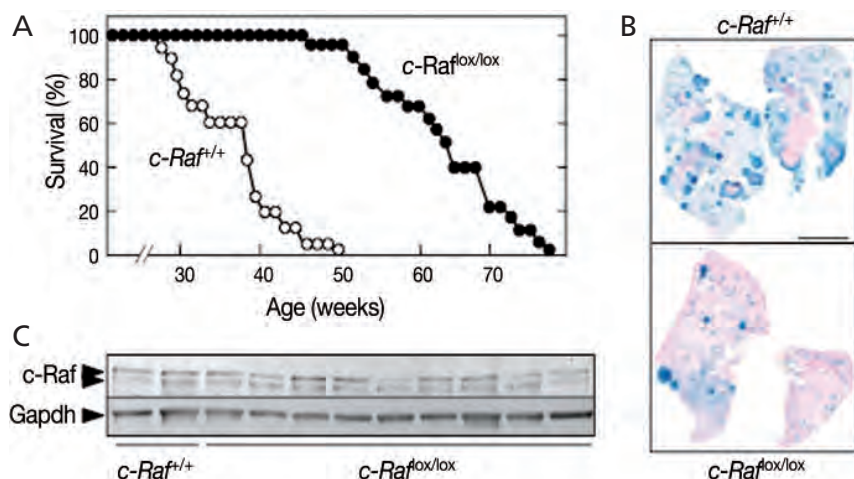 A
B
c-Raf+/+
100
80
60
40
20
0
Survival (%)
c-Raflox/lox
c-Raf+/+
30 40 50 60 70
Age (weeks)
C
c-Raf
Gapdh
c-Raf+/+ c-Raflox/lox
c-Raflox/lox